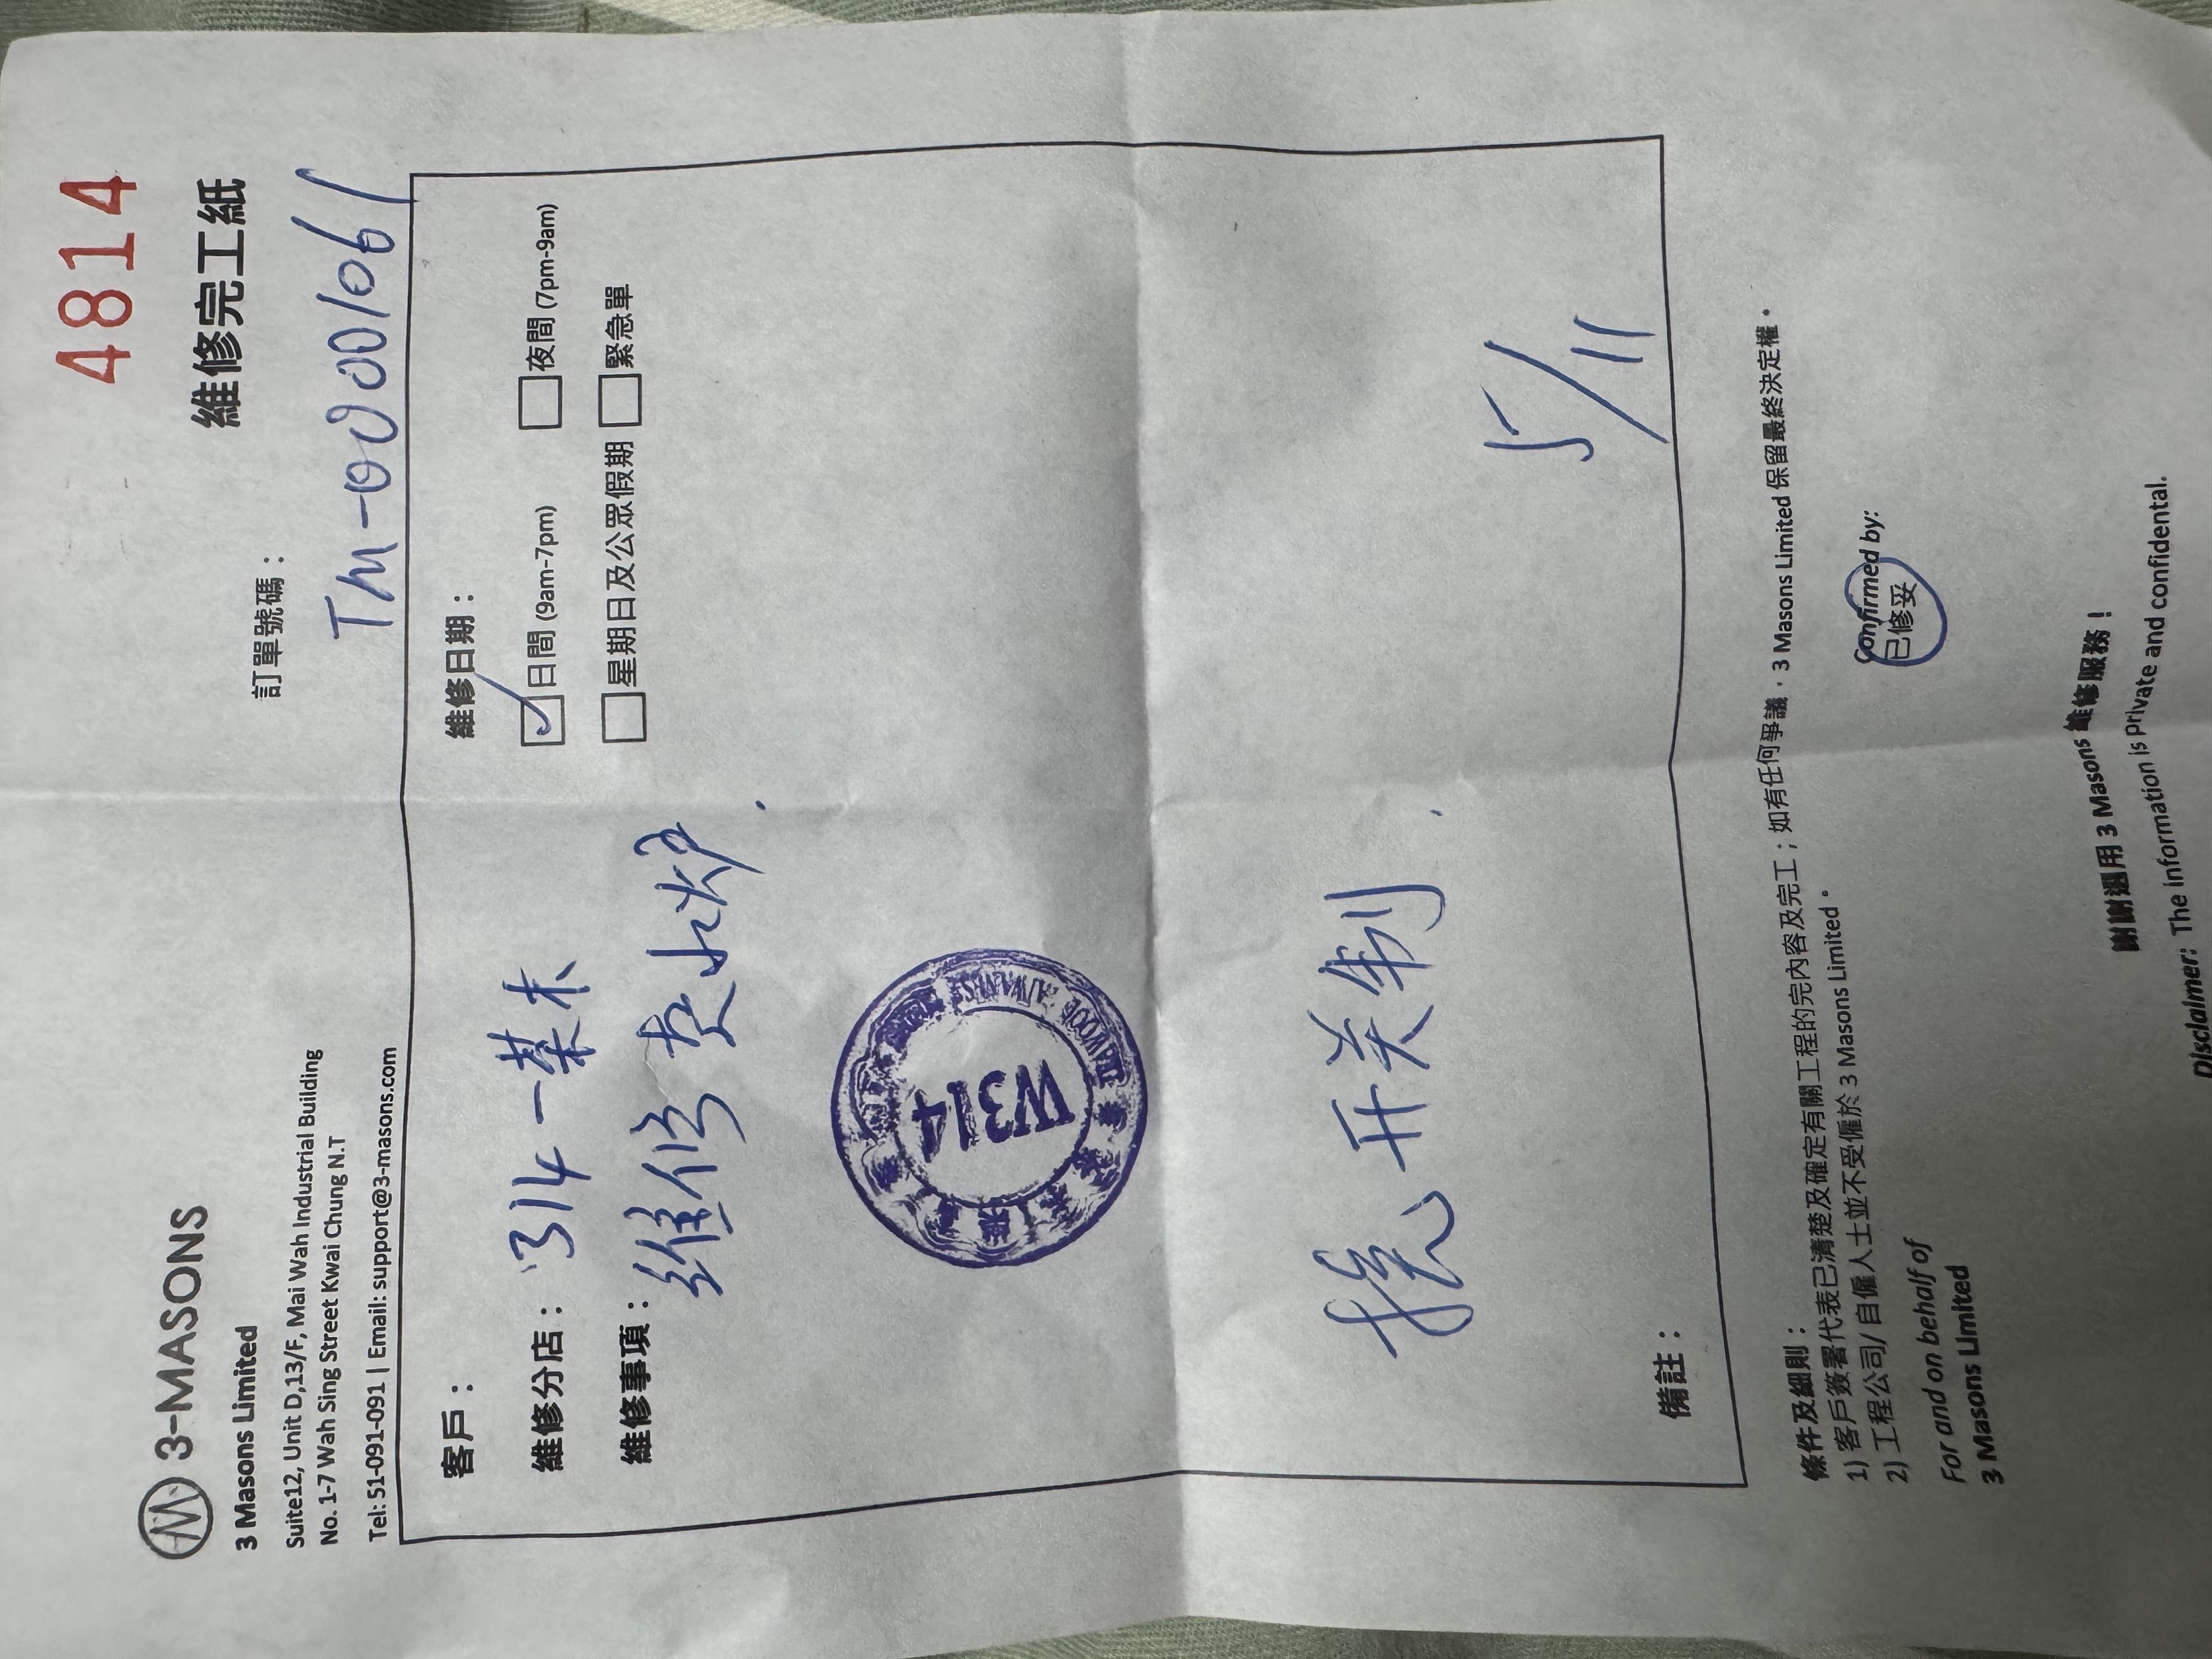 4814
3-MASONS
維修完工紙
3 Masons Limited
訂單號碼：
Suite12, Unit D,13/F, Mai Wah Industrial Building
No. 1-7 Wah Sing Street Kwai Chung N.T
TM-00001061
Tel: 51-091-091 | Email: support@3-masons.com
客戶：
維修日期：
維修分店： 314 一葉木
日間 (9am-7pm) 夜間 (7pm-9am)
維修事項：
星期日及公眾假期 緊急單
维修煲水炉.
W314
换开关制.
5/11
備註：
條件及細則：
1) 客戶簽署代表已清楚及確定有關工程的完內容及完工；如有任何爭議，3 Masons Limited 保留最終決定權。
2) 工程公司/ 自僱人士並不受僱於 3 Masons Limited。
For and on behalf of
3 Masons Limited
Confirmed by:
已修妥
謝謝選用 3 Masons 維修服務！
Disclaimer: The information is Private and confidental.